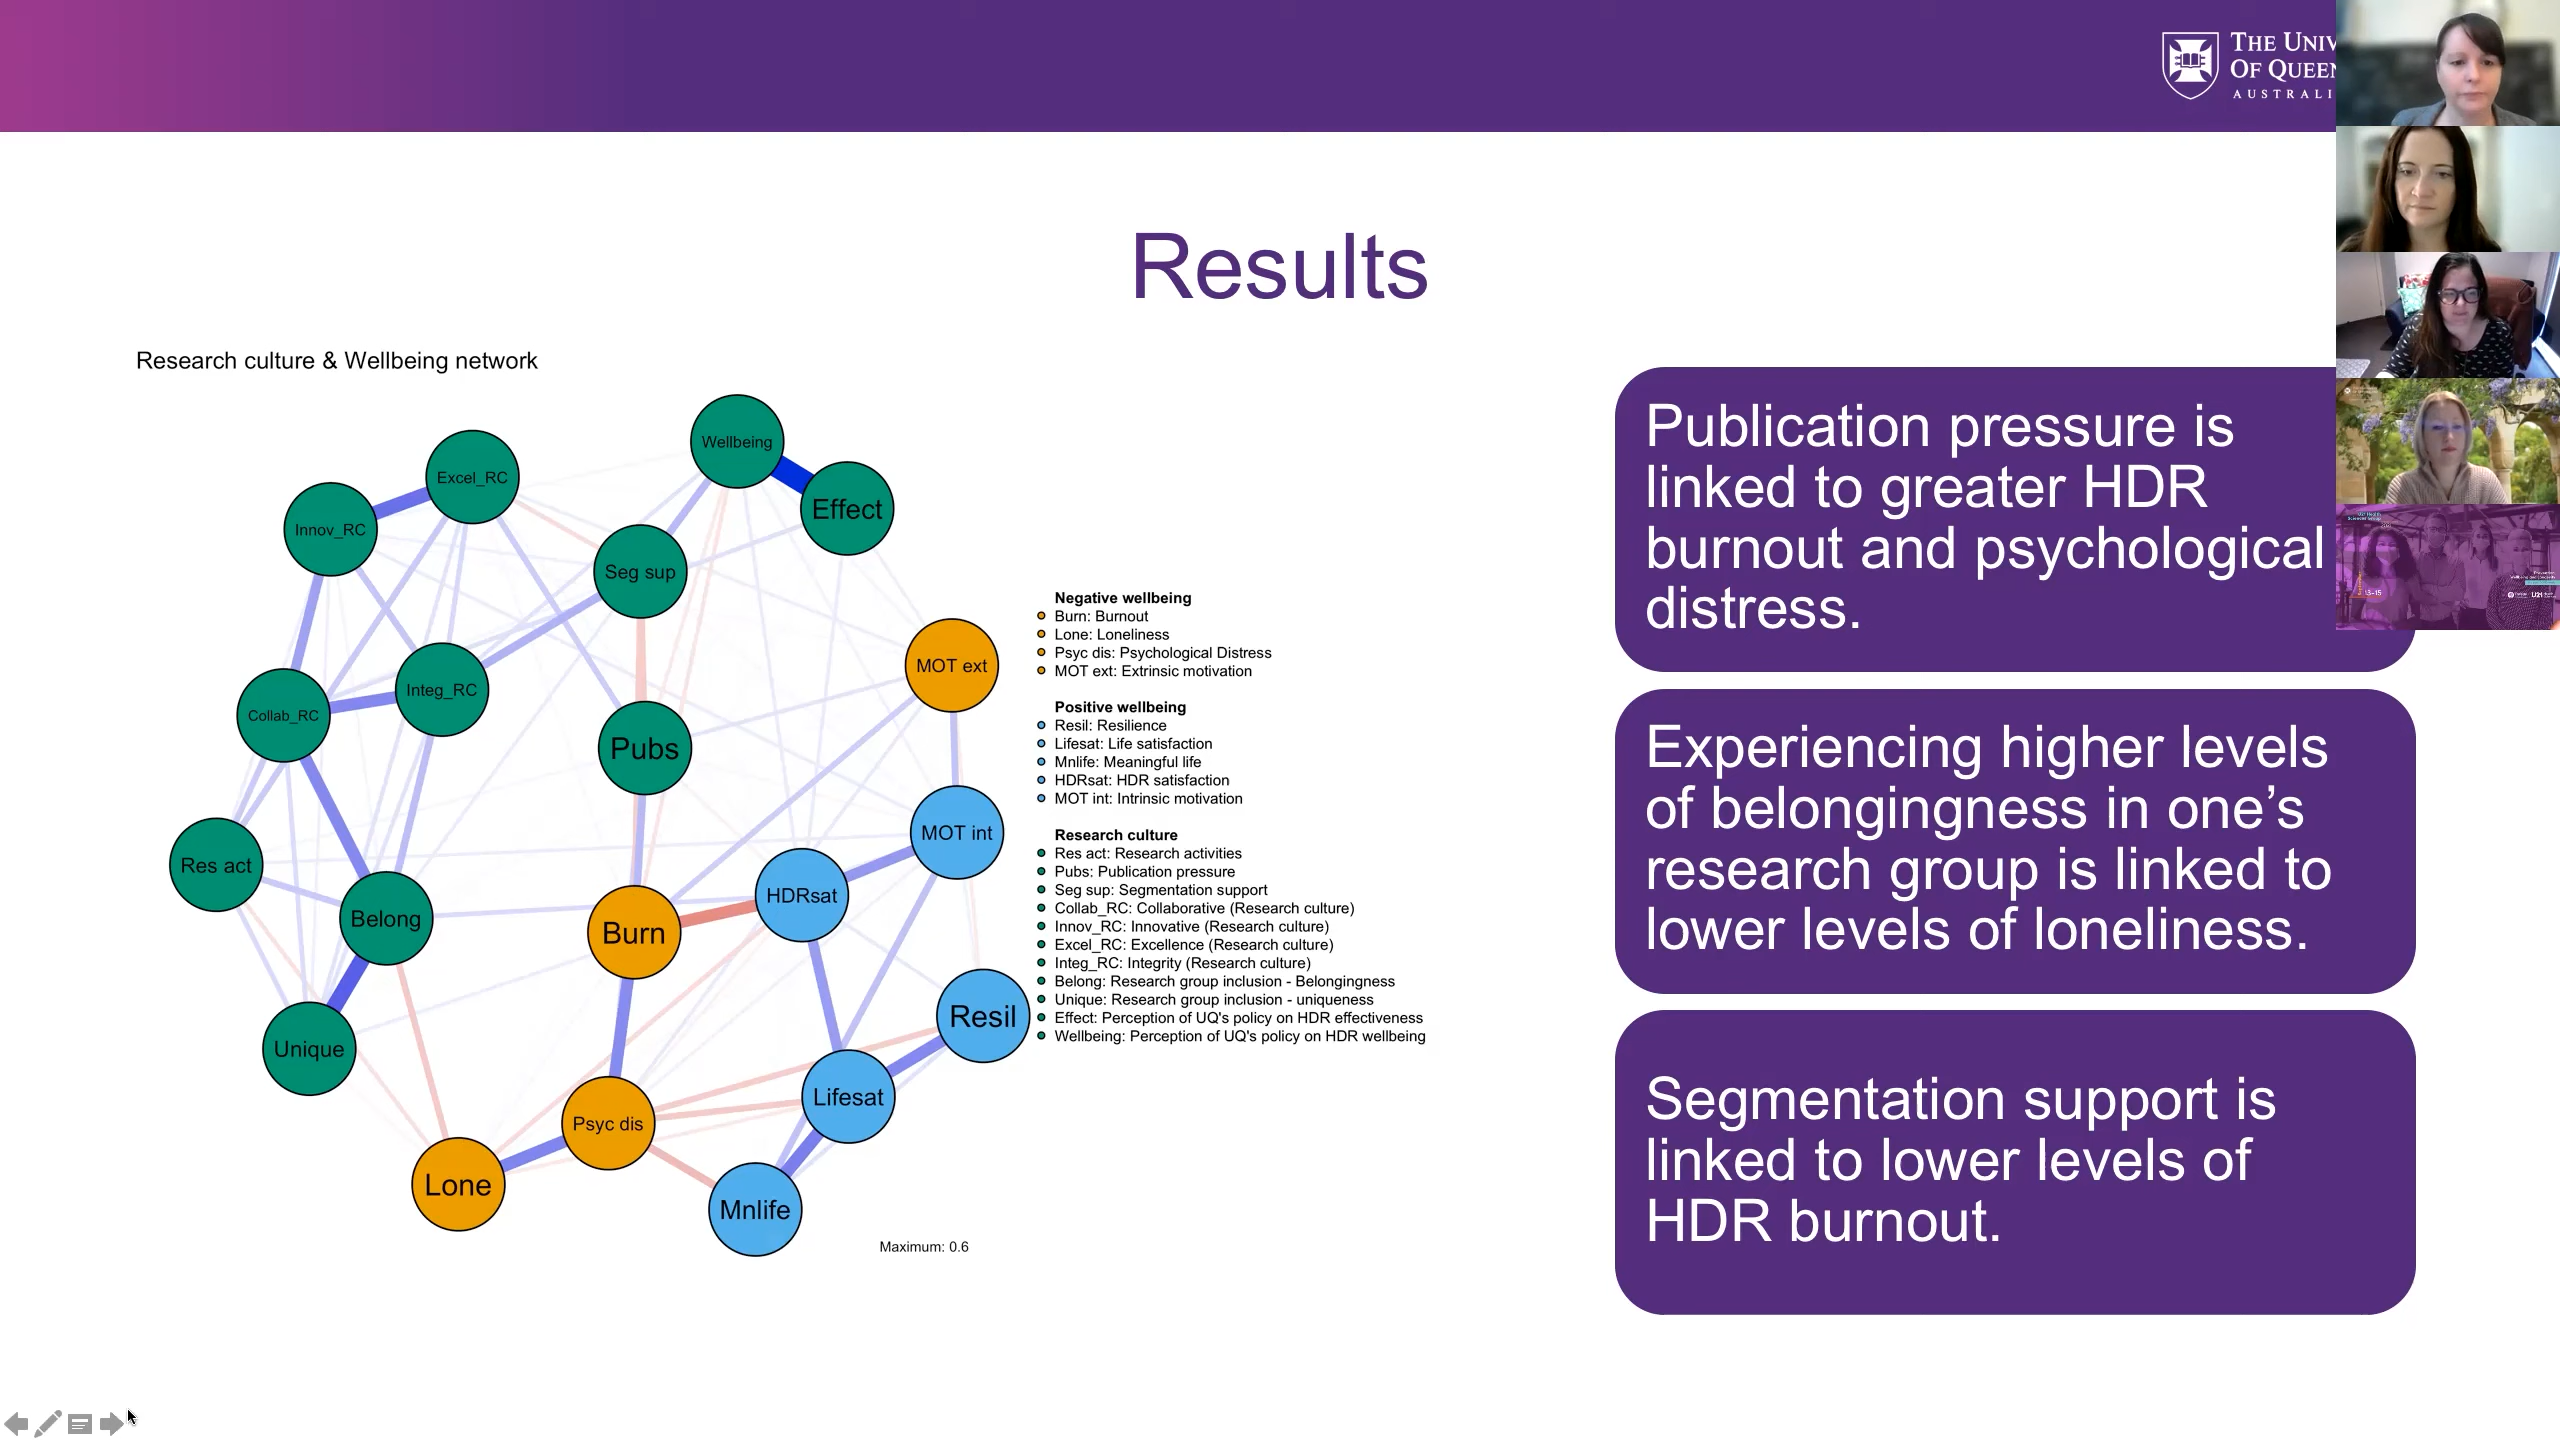 THE UNIV
OF QUEEN
AUSTRALI
Results
Research culture & Wellbeing network
Wellbeing
Excel_RC
Effect
Innov_RC
Seg sup
MOT ext
Integ_RC
Collab_RC
Pubs
MOT int
Res act
HDRsat
Belong
Burn
Resil
Unique
Lifesat
Psyc dis
Lone
Mnlife
Maximum: 0.6
Negative wellbeing
Burn: Burnout
Lone: Loneliness
Psyc dis: Psychological Distress
MOT ext: Extrinsic motivation
Positive wellbeing
Resil: Resilience
Lifesat: Life satisfaction
Mnlife: Meaningful life
HDRsat: HDR satisfaction
MOT int: Intrinsic motivation
Research culture
Res act: Research activities
Pubs: Publication pressure
Seg sup: Segmentation support
Collab_RC: Collaborative (Research culture)
Innov_RC: Innovative (Research culture)
Excel_RC: Excellence (Research culture)
Integ_RC: Integrity (Research culture)
Belong: Research group inclusion - Belongingness
Unique: Research group inclusion - uniqueness
Effect: Perception of UQ's policy on HDR effectiveness
Wellbeing: Perception of UQ's policy on HDR wellbeing
Publication pressure is
linked to greater HDR
burnout and psychological
distress.
Experiencing higher levels
of belongingness in one’s
research group is linked to
lower levels of loneliness.
Segmentation support is
linked to lower levels of
HDR burnout.
13-15